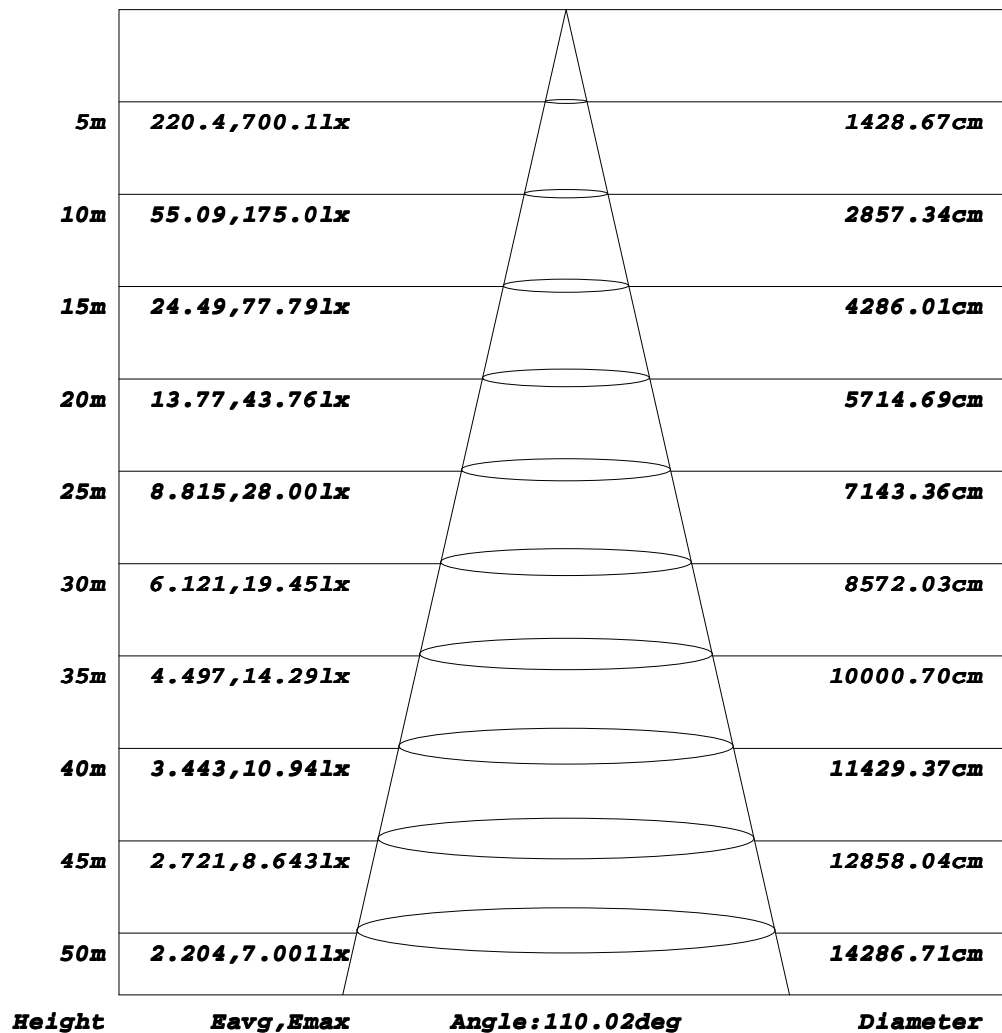 5m 220.4,700.1lx 1428.67cm
10m 55.09,175.0lx 2857.34cm
15m 24.49,77.79lx 4286.01cm
20m 13.77,43.76lx 5714.69cm
25m 8.815,28.00lx 7143.36cm
30m 6.121,19.45lx 8572.03cm
35m 4.497,14.29lx 10000.70cm
40m 3.443,10.94lx 11429.37cm
45m 2.721,8.643lx 12858.04cm
50m 2.204,7.001lx 14286.71cm
Height Eavg,Emax Angle:110.02deg Diameter